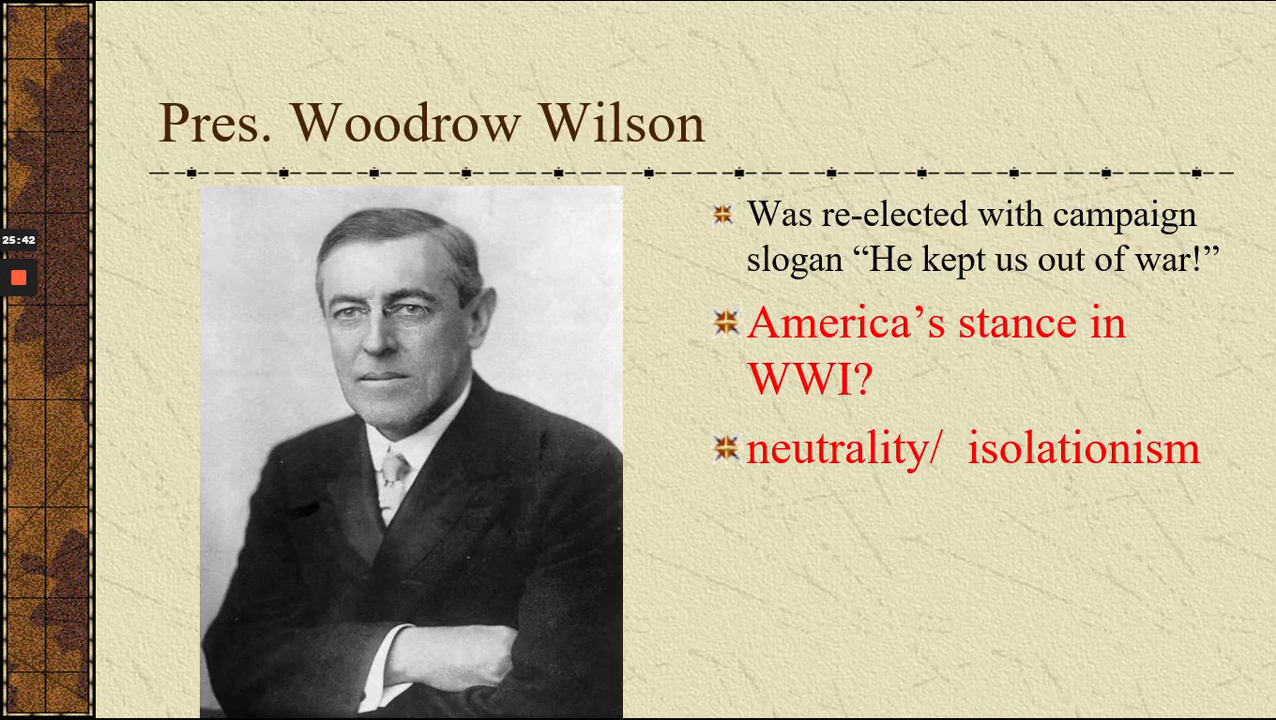 Pres. Woodrow Wilson
25:42
Was re-elected with campaign
slogan “He kept us out of war!”
America’s stance in
WWI?
neutrality/  isolationism